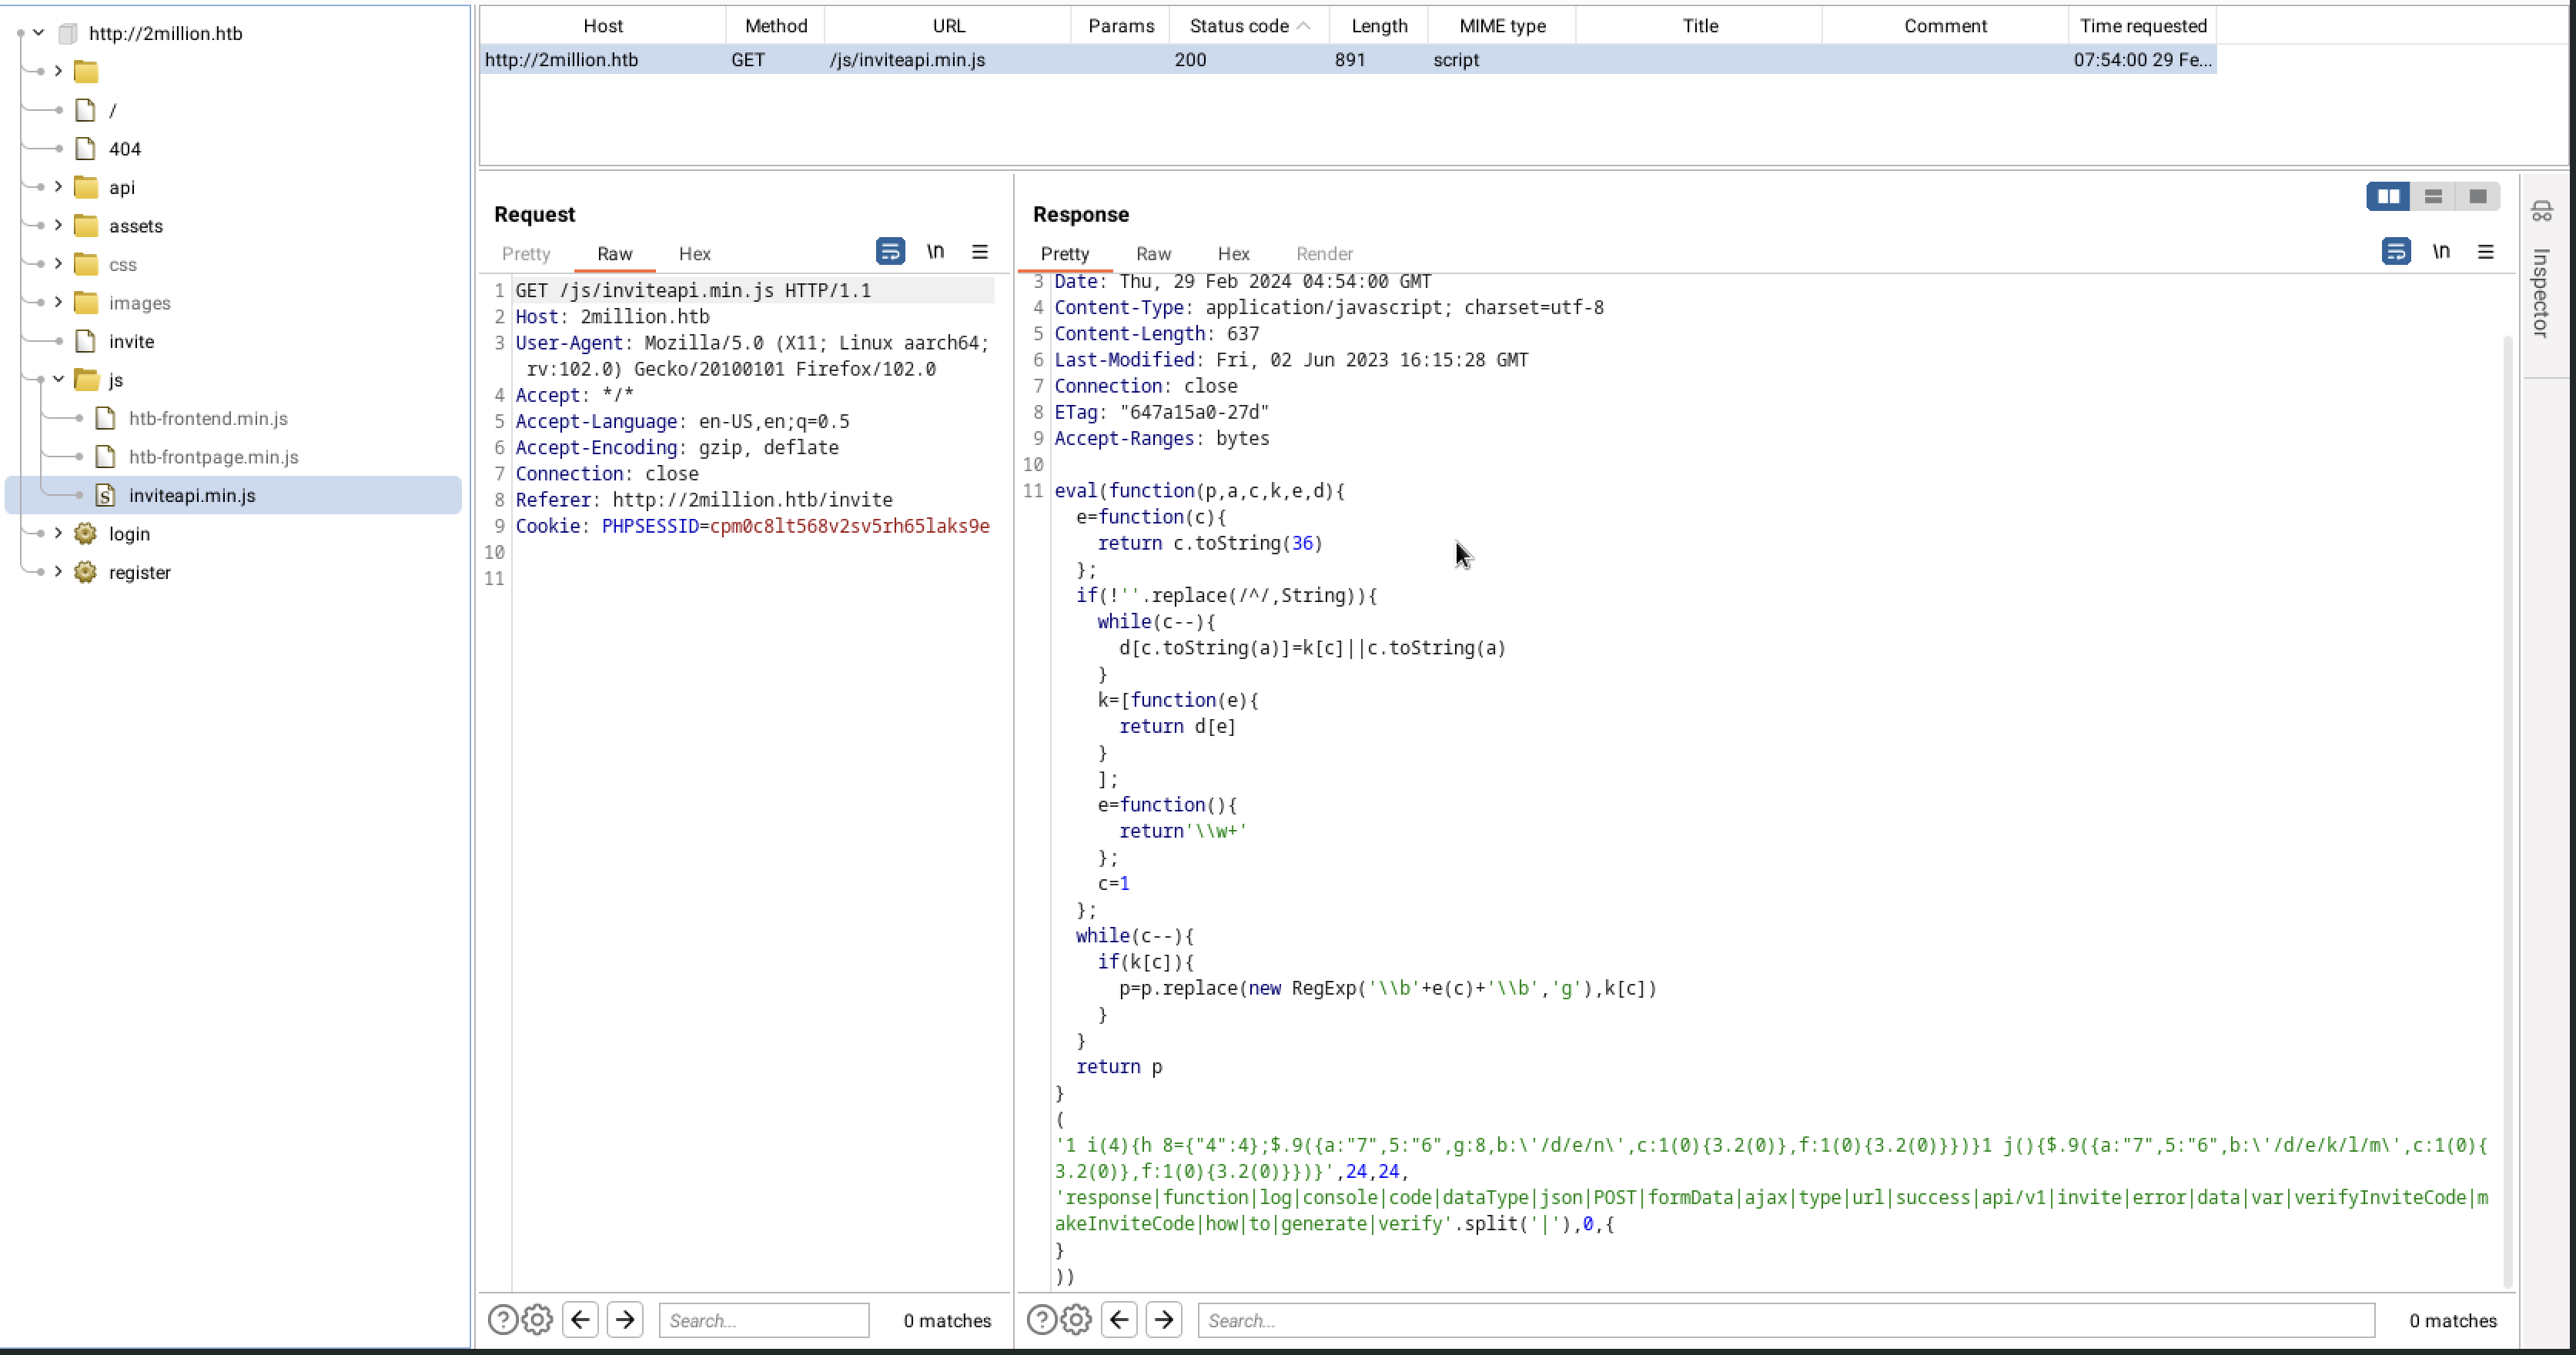 http://2million.htb
/
404
api
assets
css
images
invite
js
htb-frontend.min.js
htb-frontpage.min.js
inviteapi.min.js
login
register
Host Method URL Params Status code Length MIME type Title Comment Time requested
http://2million.htb GET /js/inviteapi.min.js 200 891 script 07:54:00 29 Fe...
Request
Pretty Raw Hex \n
1 GET /js/inviteapi.min.js HTTP/1.1
2 Host: 2million.htb
3 User-Agent: Mozilla/5.0 (X11; Linux aarch64;
rv:102.0) Gecko/20100101 Firefox/102.0
4 Accept: */*
5 Accept-Language: en-US,en;q=0.5
6 Accept-Encoding: gzip, deflate
7 Connection: close
8 Referer: http://2million.htb/invite
9 Cookie: PHPSESSID=cpm0c8lt568v2sv5rh65laks9e
10
11
Search... 0 matches
Response
Pretty Raw Hex Render \n
3 Date: Thu, 29 Feb 2024 04:54:00 GMT
4 Content-Type: application/javascript; charset=utf-8
5 Content-Length: 637
6 Last-Modified: Fri, 02 Jun 2023 16:15:28 GMT
7 Connection: close
8 ETag: "647a15a0-27d"
9 Accept-Ranges: bytes
10
11 eval(function(p,a,c,k,e,d){
e=function(c){
return c.toString(36)
};
if(!''.replace(/^/,String)){
while(c--){
d[c.toString(a)]=k[c]||c.toString(a)
}
k=[function(e){
return d[e]
}
];
e=function(){
return'\\w+'
};
c=1
};
while(c--){
if(k[c]){
p=p.replace(new RegExp('\\b'+e(c)+'\\b','g'),k[c])
}
}
return p
}
(
'1 i(4){h 8={"4":4};$.9({a:"7",5:"6",g:8,b:\'/d/e/n\',c:1(0){3.2(0)},f:1(0){3.2(0)}})}1 j(){$.9({a:"7",5:"6",b:\'/d/e/k/l/m\',c:1(0){
3.2(0)},f:1(0){3.2(0)}})}',24,24,
'response|function|log|console|code|dataType|json|POST|formData|ajax|type|url|success|api/v1|invite|error|data|var|verifyInviteCode|m
akeInviteCode|how|to|generate|verify'.split('|'),0,{
}
))
Search... 0 matches
Inspector